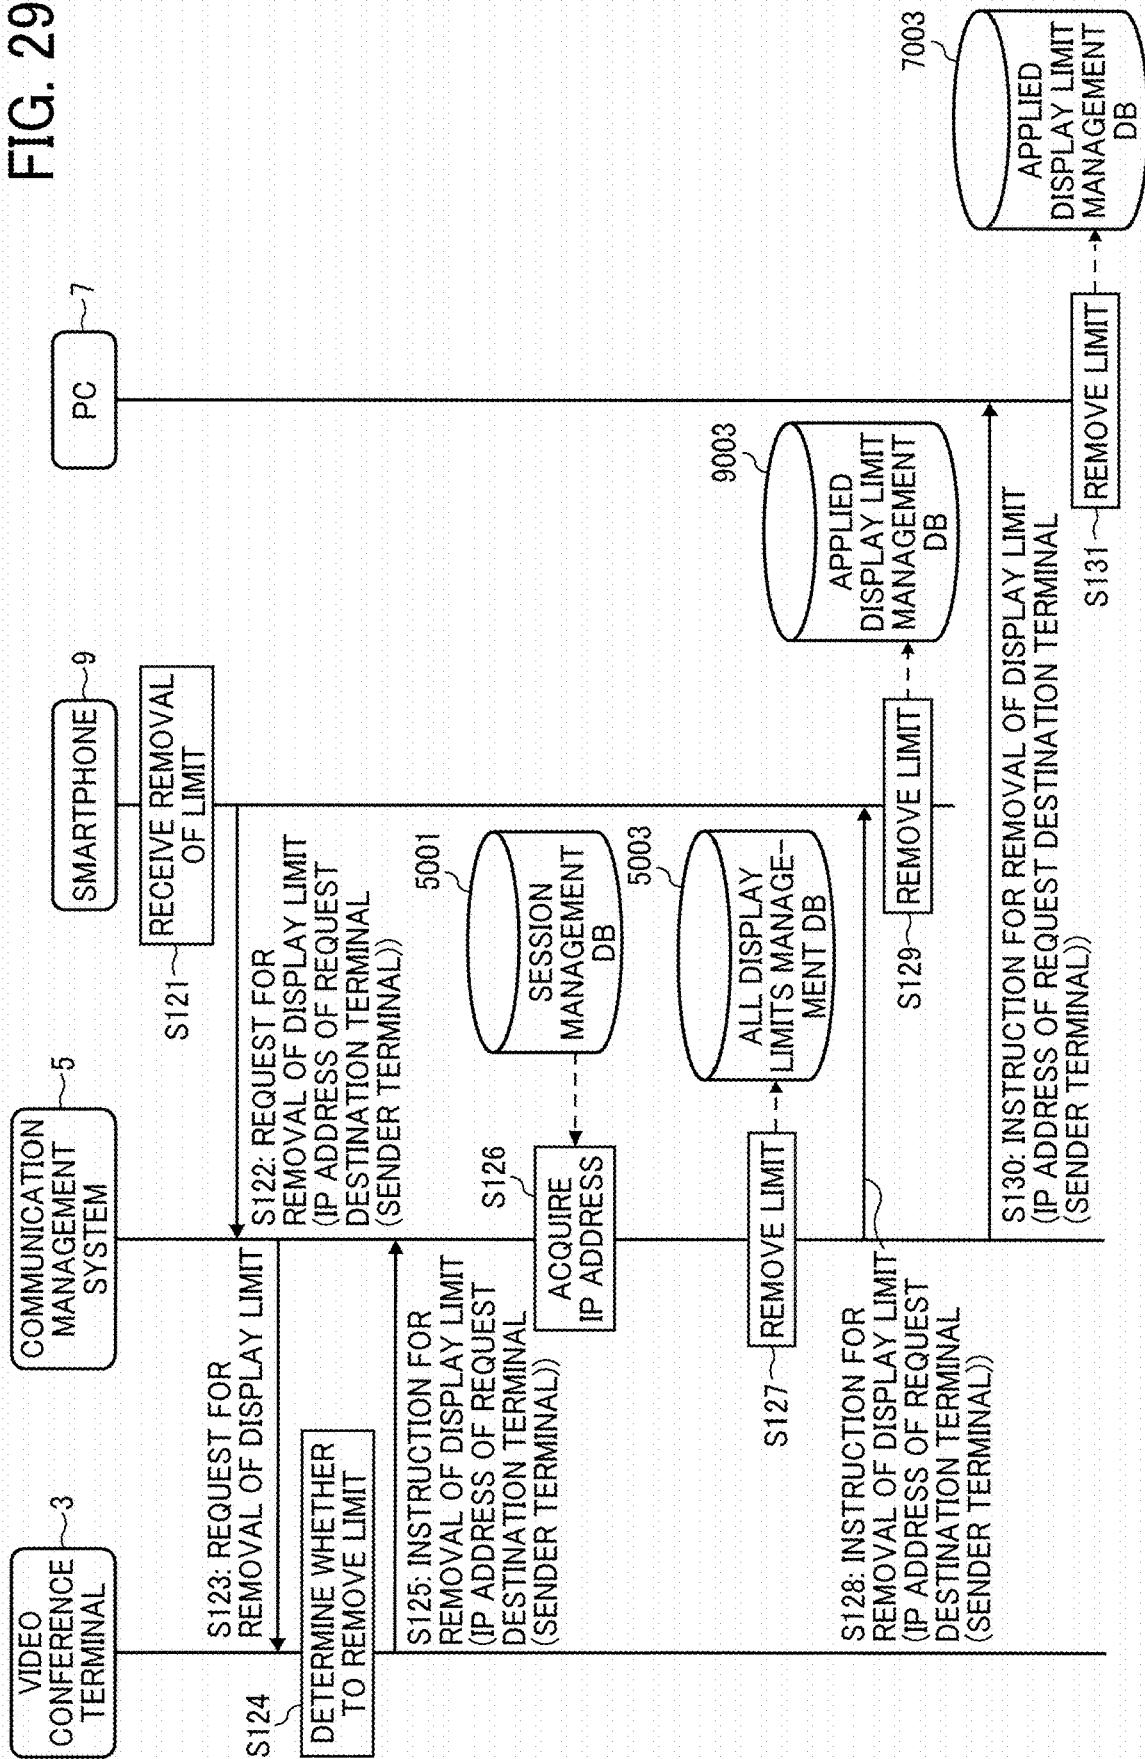 FIG. 29
VIDEO
CONFERENCE
TERMINAL
3
COMMUNICATION
MANAGEMENT
SYSTEM
5
SMARTPHONE
9
PC
7
RECEIVE REMOVAL
OF LIMIT
S121
S122: REQUEST FOR
REMOVAL OF DISPLAY LIMIT
(IP ADDRESS OF REQUEST
DESTINATION TERMINAL
(SENDER TERMINAL))
S123: REQUEST FOR
REMOVAL OF DISPLAY LIMIT
S124
DETERMINE WHETHER
TO REMOVE LIMIT
S125: INSTRUCTION FOR
REMOVAL OF DISPLAY LIMIT
(IP ADDRESS OF REQUEST
DESTINATION TERMINAL
(SENDER TERMINAL))
S126
ACQUIRE
IP ADDRESS
5001
SESSION
MANAGEMENT
DB
S127
REMOVE LIMIT
5003
ALL DISPLAY
LIMITS MANAGE-
MENT DB
S128: INSTRUCTION FOR
REMOVAL OF DISPLAY LIMIT
(IP ADDRESS OF REQUEST
DESTINATION TERMINAL
(SENDER TERMINAL))
S129
REMOVE LIMIT
9003
APPLIED
DISPLAY LIMIT
MANAGEMENT
DB
S130: INSTRUCTION FOR REMOVAL OF DISPLAY LIMIT
(IP ADDRESS OF REQUEST DESTINATION TERMINAL
(SENDER TERMINAL))
S131
REMOVE LIMIT
7003
APPLIED
DISPLAY LIMIT
MANAGEMENT
DB